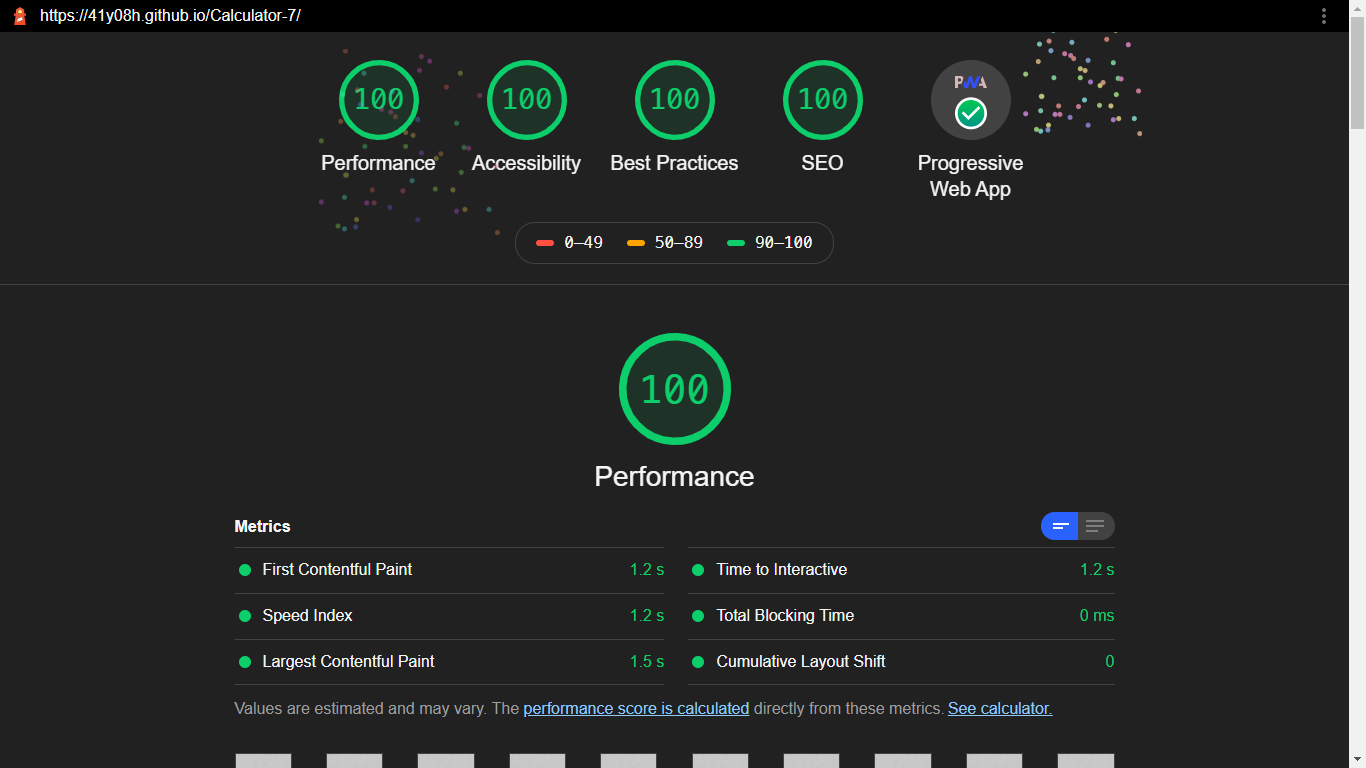 https://41y08h.github.io/Calculator-7/
100 100 100 100 PWA
Performance Accessibility Best Practices SEO Progressive
Web App
0–49 50–89 90–100
100
Performance
Metrics
First Contentful Paint 1.2 s Time to Interactive 1.2 s
Speed Index 1.2 s Total Blocking Time 0 ms
Largest Contentful Paint 1.5 s Cumulative Layout Shift 0
Values are estimated and may vary. The performance score is calculated directly from these metrics. See calculator.